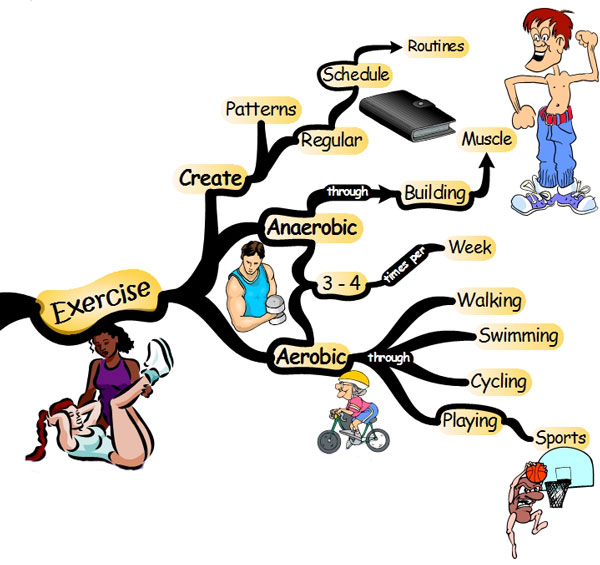 Exercise
Create
Patterns
Regular
Schedule
Routines
Anaerobic
through
Building
Muscle
3 - 4
times per
Week
Aerobic
through
Walking
Swimming
Cycling
Playing
Sports